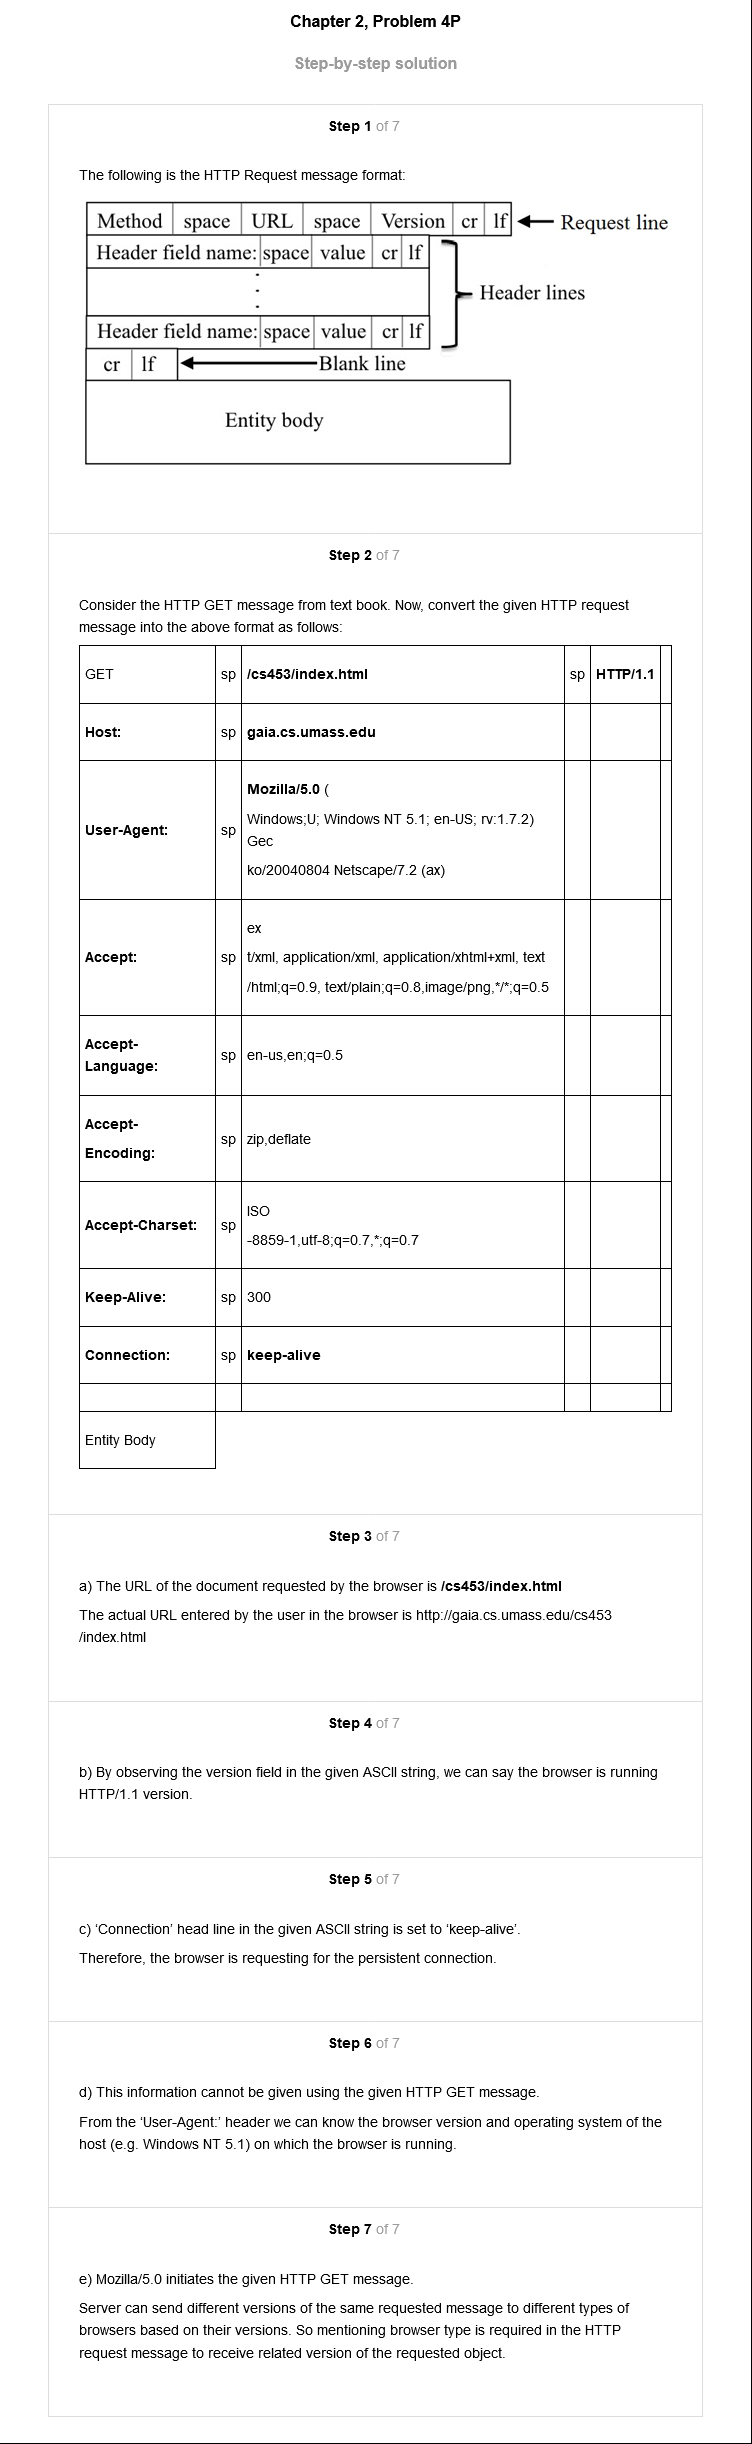 Chapter 2, Problem 4P
Step-by-step solution
Step 1 of 7
The following is the HTTP Request message format:
Method space URL space Version cr lf Request line
Header field name: space value cr lf
Header lines
Header field name: space value cr lf
cr lf Blank line
Entity body
Step 2 of 7
Consider the HTTP GET message from text book. Now, convert the given HTTP request
message into the above format as follows:
GET sp /cs453/index.html sp HTTP/1.1
Host: sp gaia.cs.umass.edu
User-Agent: sp Mozilla/5.0 (
Windows;U; Windows NT 5.1; en-US; rv:1.7.2)
Gec
ko/20040804 Netscape/7.2 (ax)
Accept: sp ex
t/xml, application/xml, application/xhtml+xml, text
/html;q=0.9, text/plain;q=0.8,image/png,*/*;q=0.5
Accept-
Language: sp en-us,en;q=0.5
Accept-
Encoding: sp zip,deflate
Accept-Charset: sp ISO
-8859-1,utf-8;q=0.7,*;q=0.7
Keep-Alive: sp 300
Connection: sp keep-alive
Entity Body
Step 3 of 7
a) The URL of the document requested by the browser is /cs453/index.html
The actual URL entered by the user in the browser is http://gaia.cs.umass.edu/cs453
/index.html
Step 4 of 7
b) By observing the version field in the given ASCII string, we can say the browser is running
HTTP/1.1 version.
Step 5 of 7
c) ‘Connection’ head line in the given ASCII string is set to ‘keep-alive’.
Therefore, the browser is requesting for the persistent connection.
Step 6 of 7
d) This information cannot be given using the given HTTP GET message.
From the ‘User-Agent:’ header we can know the browser version and operating system of the
host (e.g. Windows NT 5.1) on which the browser is running.
Step 7 of 7
e) Mozilla/5.0 initiates the given HTTP GET message.
Server can send different versions of the same requested message to different types of
browsers based on their versions. So mentioning browser type is required in the HTTP
request message to receive related version of the requested object.